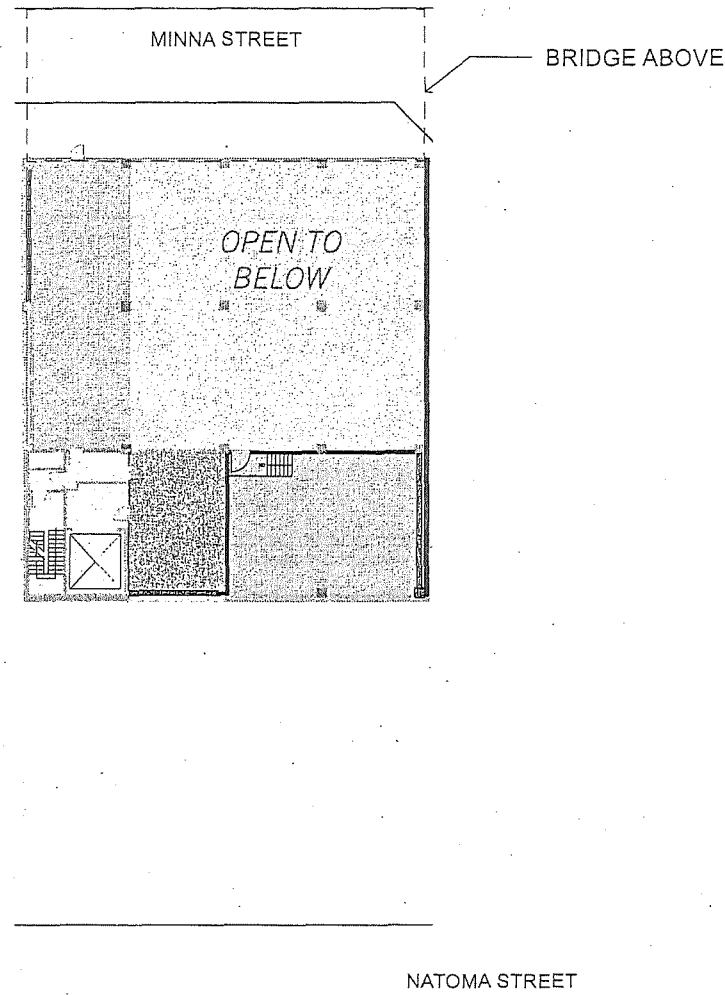 MINNA STREET
BRIDGE ABOVE
OPEN TO
BELOW
NATOMA STREET